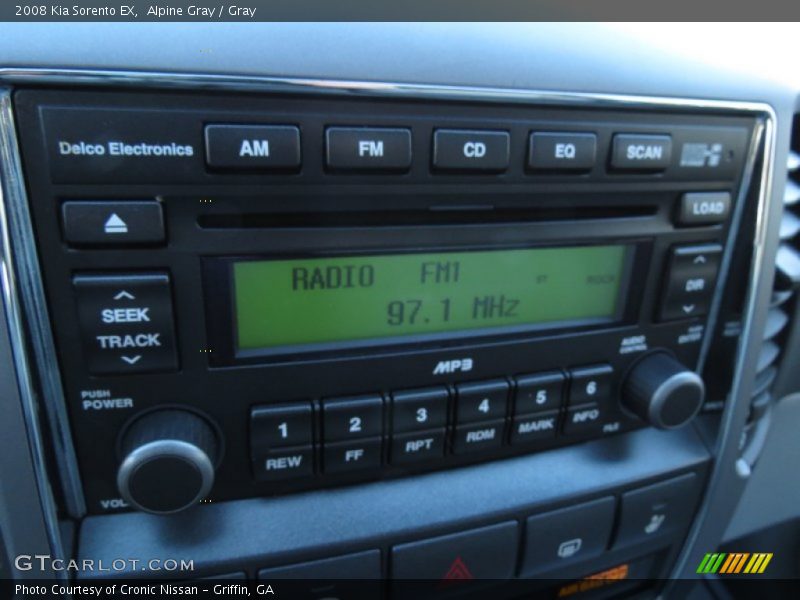 2008 Kia Sorento EX, Alpine Gray / Gray
Delco Electronics
AM
FM
CD
EQ
SCAN
LOAD
SEEK
TRACK
RADIO FM1
ST
97.1 MHz
DIR
MP3
AUDIO
PUSH
POWER
VOL
1
2
3
4
5
6
REW
FF
RPT
RDM
MARK
INFO
GTCARLOT.COM
Photo Courtesy of Cronic Nissan – Griffin, GA